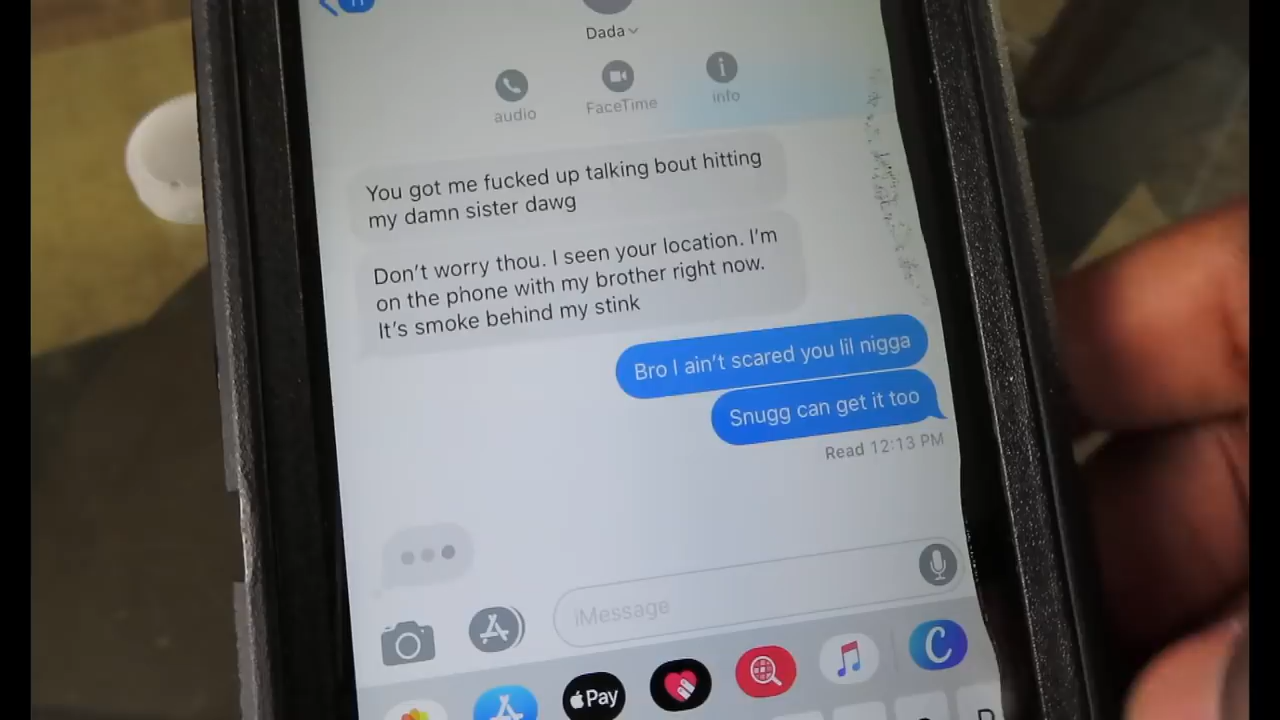 11
Dada
audio
FaceTime
info
You got me fucked up talking bout hitting
my damn sister dawg
Don't worry thou. I seen your location. I'm
on the phone with my brother right now.
It's smoke behind my stink
Bro I ain't scared you lil nigga
Snugg can get it too
Read 12:13 PM
iMessage
Pay
C